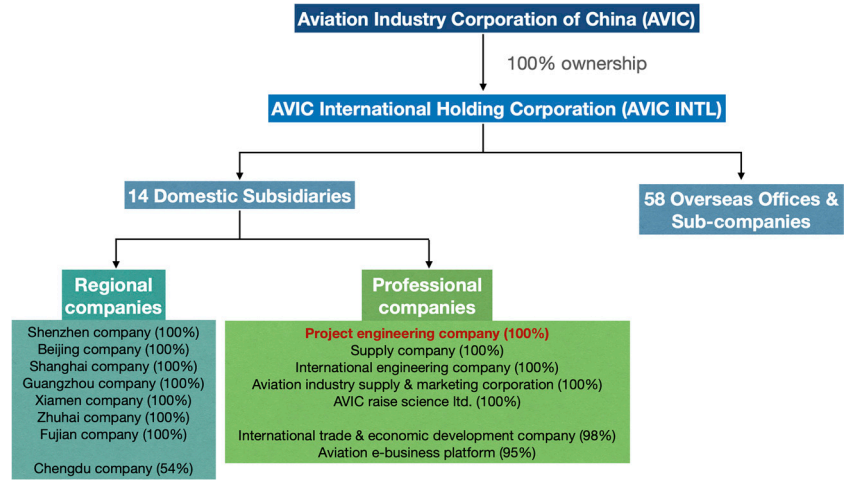 Aviation Industry Corporation of China (AVIC)
100% ownership
AVIC International Holding Corporation (AVIC INTL)
14 Domestic Subsidiaries
58 Overseas Offices &
Sub-companies
Regional
companies
Shenzhen company (100%)
Beijing company (100%)
Shanghai company (100%)
Guangzhou company (100%)
Xiamen company (100%)
Zhuhai company (100%)
Fujian company (100%)
Chengdu company (54%)
Professional
companies
Project engineering company (100%)
Supply company (100%)
International engineering company (100%)
Aviation industry supply & marketing corporation (100%)
AVIC raise science ltd. (100%)
International trade & economic development company (98%)
Aviation e-business platform (95%)